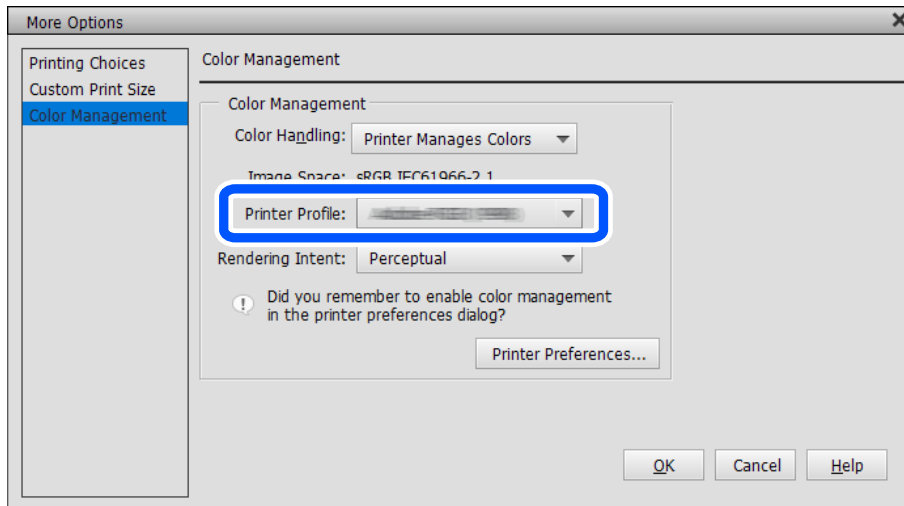 More Options
Printing Choices
Custom Print Size
Color Management
Color Management
Color Management
Color Handling: Printer Manages Colors
Image Space: sRGB IEC61966-2.1
Printer Profile:
Rendering Intent: Perceptual
Did you remember to enable color management
in the printer preferences dialog?
Printer Preferences...
OK Cancel Help